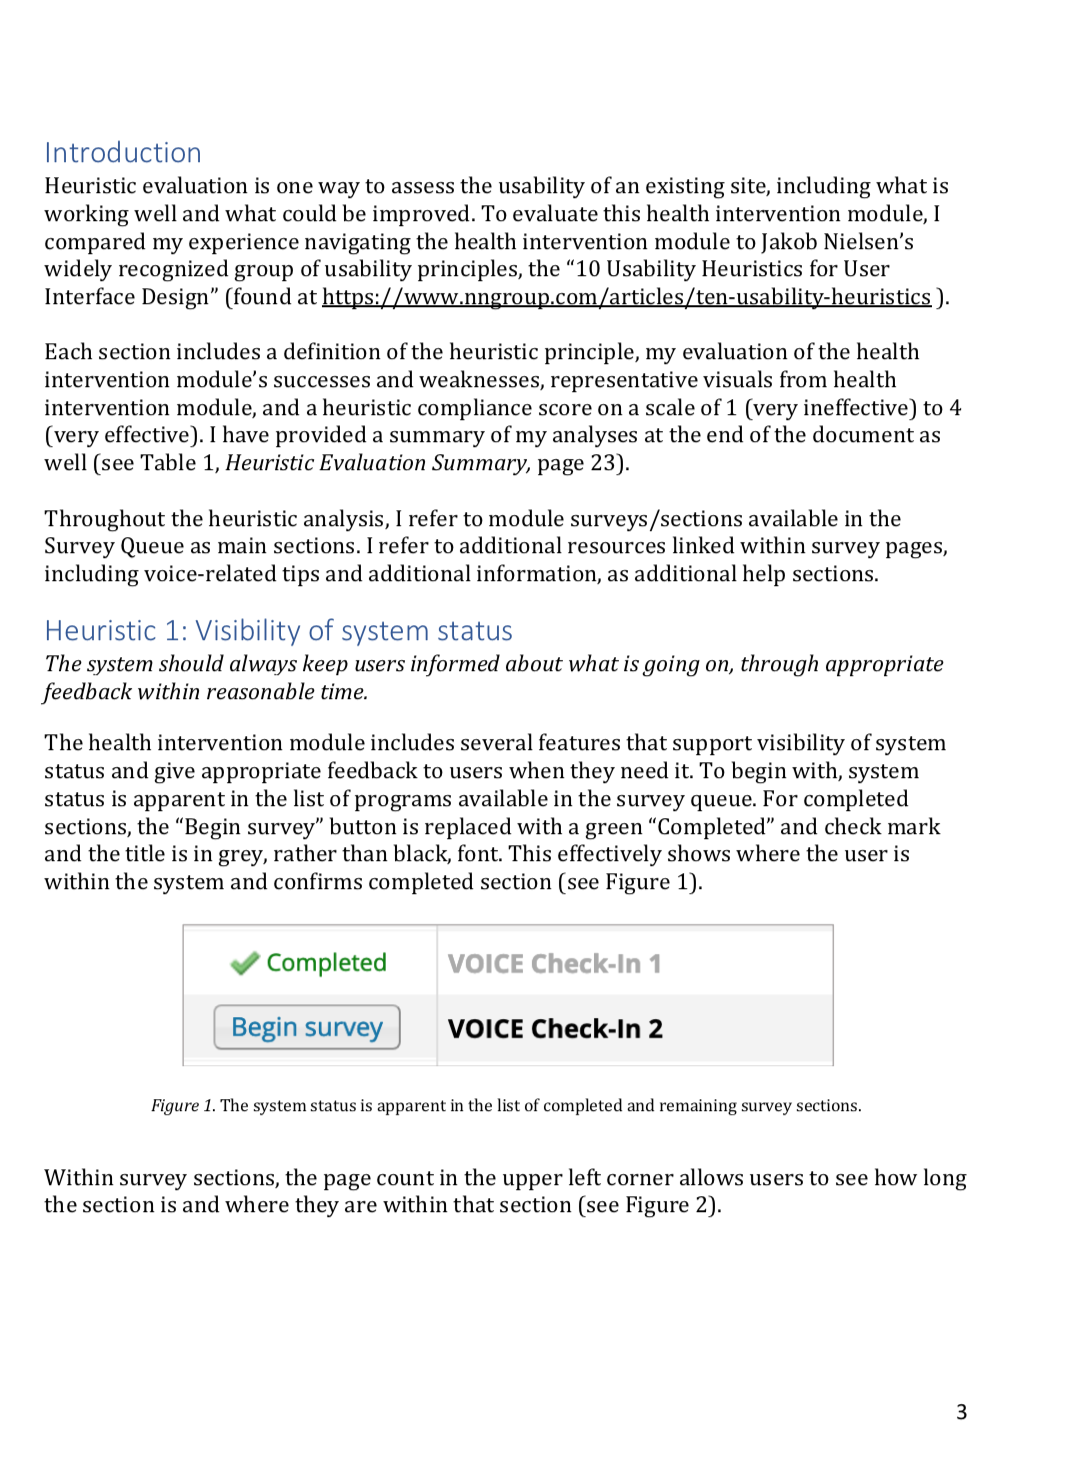 Introduction
Heuristic evaluation is one way to assess the usability of an existing site, including what is
working well and what could be improved. To evaluate this health intervention module, I
compared my experience navigating the health intervention module to Jakob Nielsen’s
widely recognized group of usability principles, the “10 Usability Heuristics for User
Interface Design” (found at https://www.nngroup.com/articles/ten-usability-heuristics ).
Each section includes a definition of the heuristic principle, my evaluation of the health
intervention module’s successes and weaknesses, representative visuals from health
intervention module, and a heuristic compliance score on a scale of 1 (very ineffective) to 4
(very effective). I have provided a summary of my analyses at the end of the document as
well (see Table 1, Heuristic Evaluation Summary, page 23).
Throughout the heuristic analysis, I refer to module surveys/sections available in the
Survey Queue as main sections. I refer to additional resources linked within survey pages,
including voice-related tips and additional information, as additional help sections.
Heuristic 1: Visibility of system status
The system should always keep users informed about what is going on, through appropriate
feedback within reasonable time.
The health intervention module includes several features that support visibility of system
status and give appropriate feedback to users when they need it. To begin with, system
status is apparent in the list of programs available in the survey queue. For completed
sections, the “Begin survey” button is replaced with a green “Completed” and check mark
and the title is in grey, rather than black, font. This effectively shows where the user is
within the system and confirms completed section (see Figure 1).
Completed VOICE Check-In 1
Begin survey VOICE Check-In 2
Figure 1. The system status is apparent in the list of completed and remaining survey sections.
Within survey sections, the page count in the upper left corner allows users to see how long
the section is and where they are within that section (see Figure 2).
3